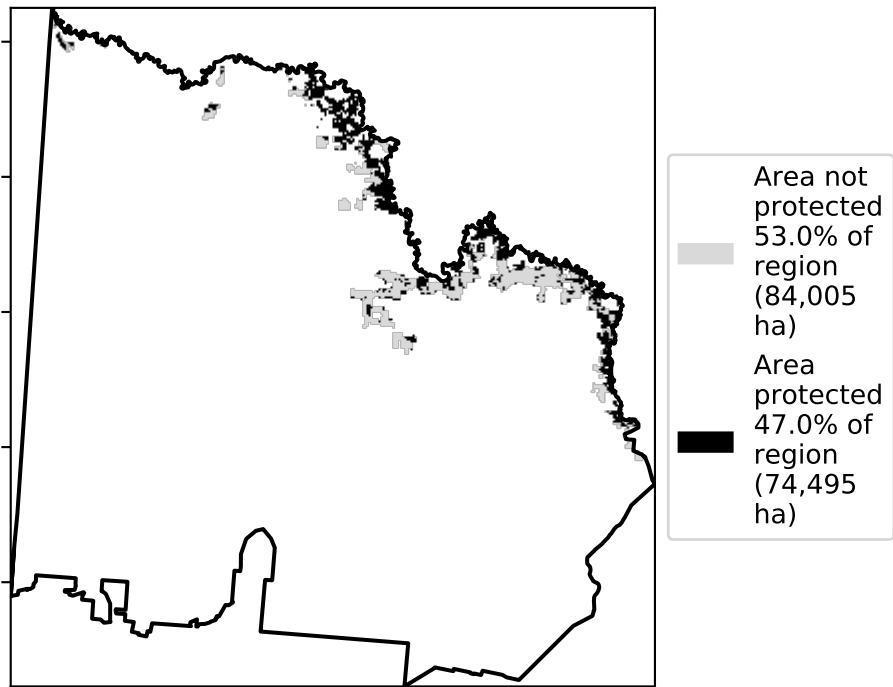 Area not
protected
53.0% of
region
(84,005
ha)
Area
protected
47.0% of
region
(74,495
ha)